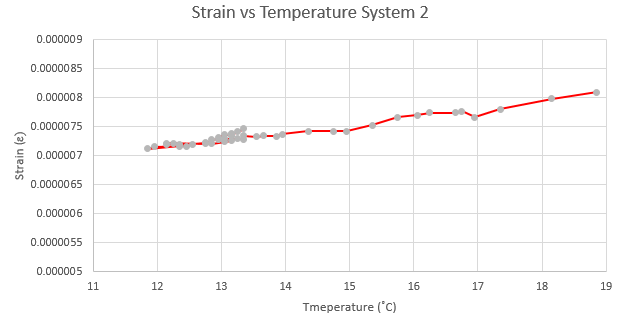 Strain vs Temperature System 2
0.000009
0.0000085
0.000008
0.0000075
0.000007
0.0000065
0.000006
0.0000055
0.000005
Strain (ε)
11 12 13 14 15 16 17 18 19
Tmeperature (˚C)